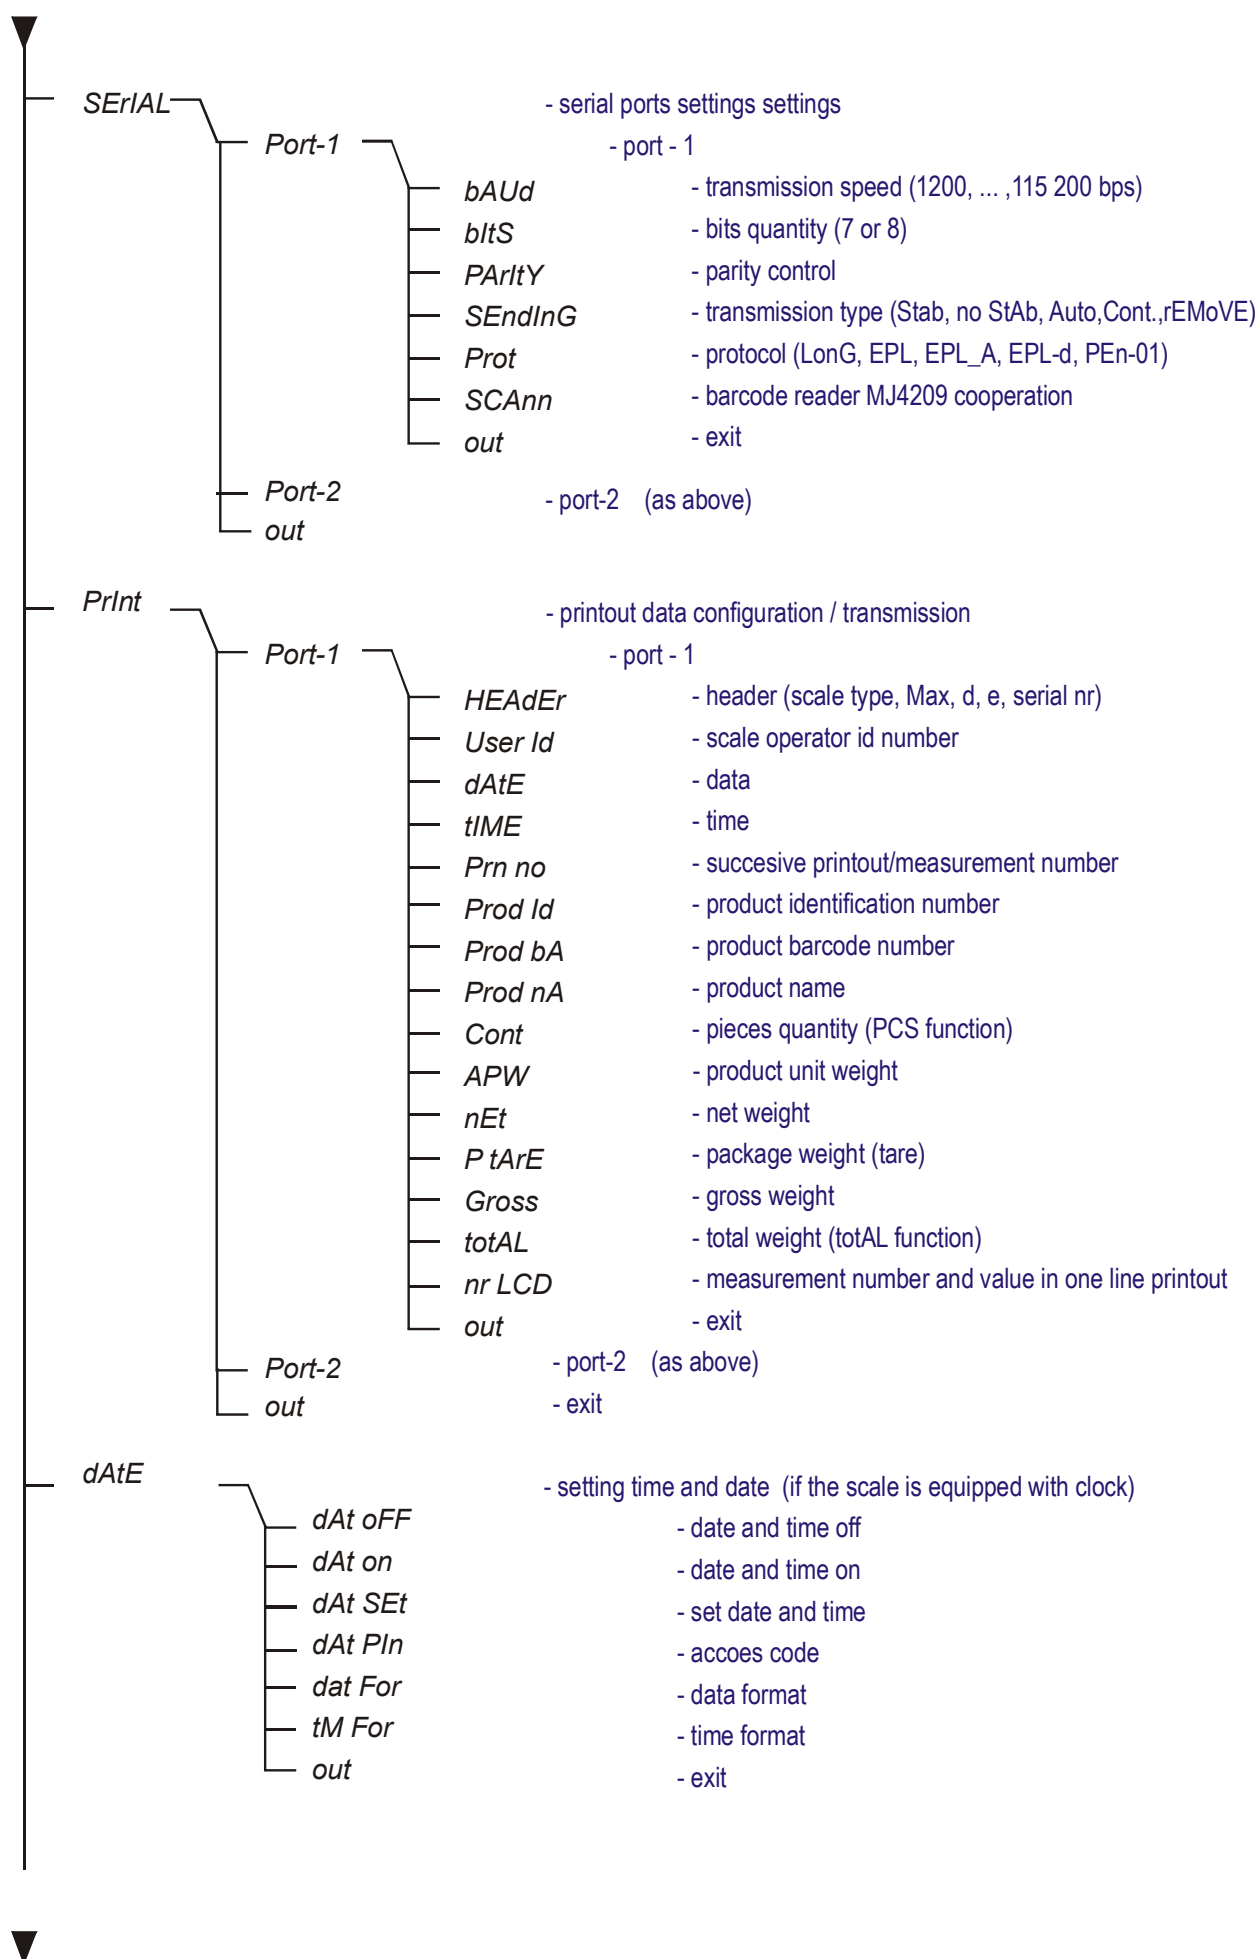 SErIAL - serial ports settings settings
Port-1 - port - 1
bAUd - transmission speed (1200, ... ,115 200 bps)
bItS - bits quantity (7 or 8)
PArItY - parity control
SEndInG - transmission type (Stab, no StAb, Auto,Cont.,rEMoVE)
Prot - protocol (LonG, EPL, EPL_A, EPL-d, PEn-01)
SCAnn - barcode reader MJ4209 cooperation
out - exit
Port-2 - port-2 (as above)
out
PrInt - printout data configuration / transmission
Port-1 - port - 1
HEAdEr - header (scale type, Max, d, e, serial nr)
User Id - scale operator id number
dAtE - data
tIME - time
Prn no - succesive printout/measurement number
Prod Id - product identification number
Prod bA - product barcode number
Prod nA - product name
Cont - pieces quantity (PCS function)
APW - product unit weight
nEt - net weight
P tArE - package weight (tare)
Gross - gross weight
totAL - total weight (totAL function)
nr LCD - measurement number and value in one line printout
out - exit
Port-2 - port-2 (as above)
out - exit
dAtE - setting time and date (if the scale is equipped with clock)
dAt oFF - date and time off
dAt on - date and time on
dAt SEt - set date and time
dAt PIn - accoes code
dat For - data format
tM For - time format
out - exit